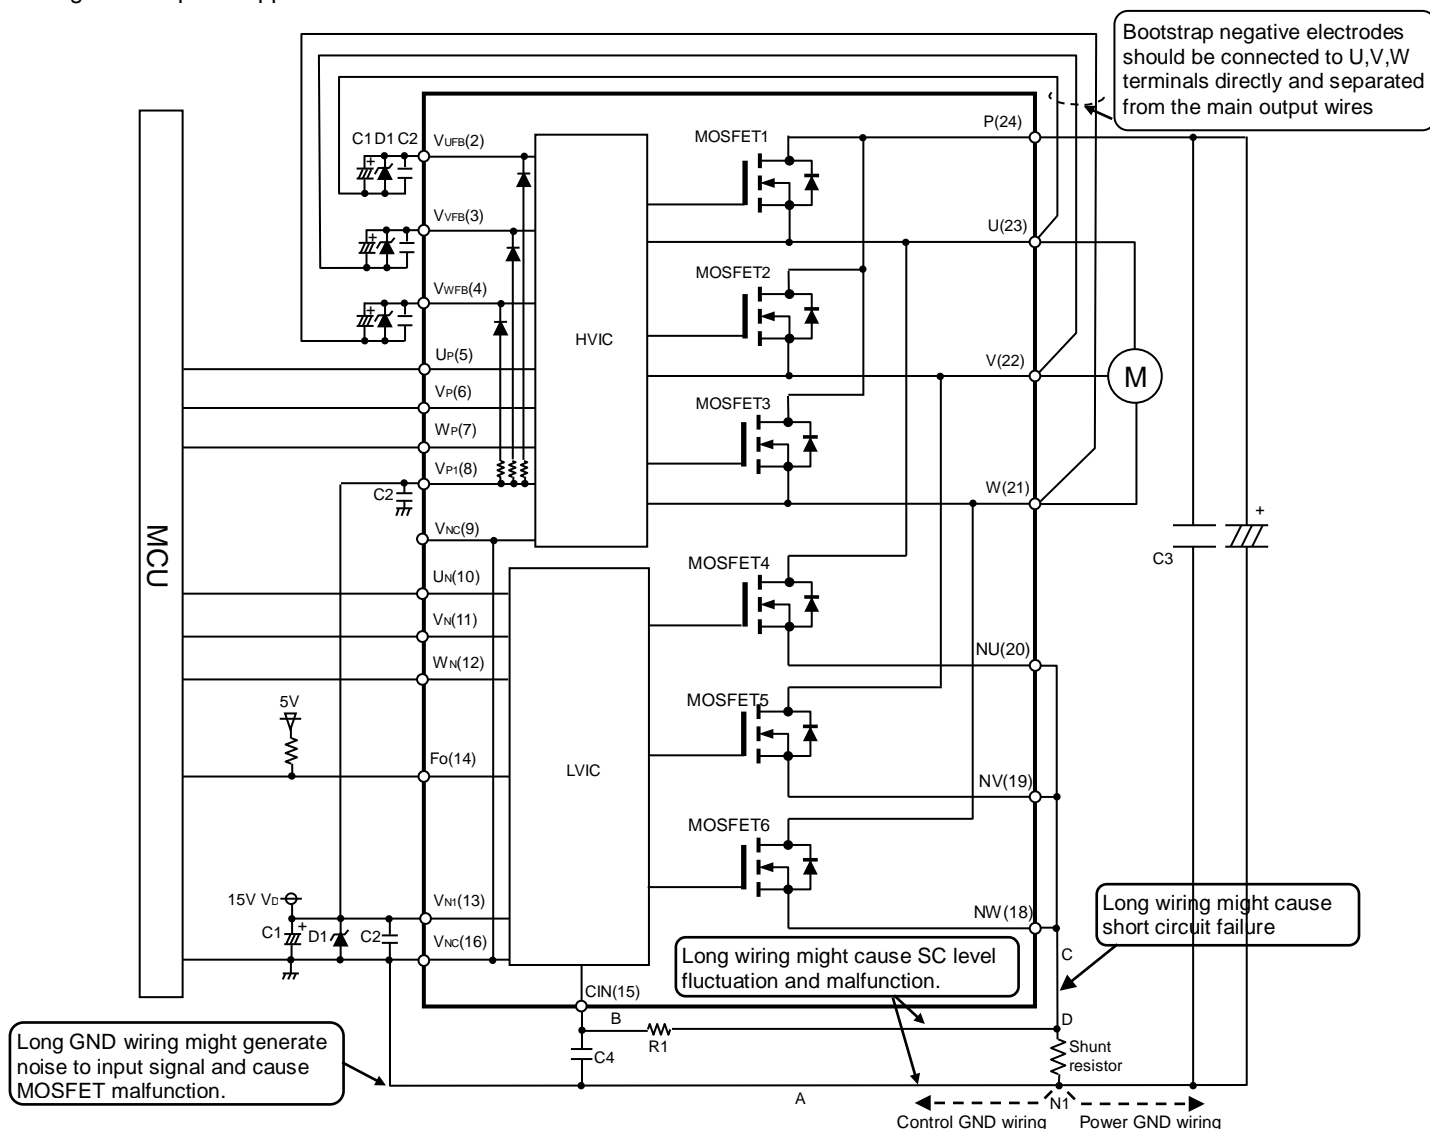 Bootstrap negative electrodes
should be connected to U,V,W
terminals directly and separated
from the main output wires
P(24)
MOSFET1
C1 D1 C2
+
VUFB(2)
VVFB(3)
+
U(23)
MOSFET2
VWFB(4)
+
HVIC
UP(5)
V(22)
M
VP(6)
MOSFET3
WP(7)
VP1(8)
C2
W(21)
+
VNC(9)
C3
MCU
MOSFET4
UN(10)
VN(11)
NU(20)
WN(12)
5V
MOSFET5
Fo(14)
LVIC
NV(19)
MOSFET6
15V VD
VN1(13)
NW(18)
Long wiring might cause
short circuit failure
C1
+
D1
C2
VNC(16)
Long wiring might cause SC level
fluctuation and malfunction.
C
CIN(15)
B
D
R1
C4
Shunt
resistor
Long GND wiring might generate
noise to input signal and cause
MOSFET malfunction.
A
N1
Control GND wiring
Power GND wiring